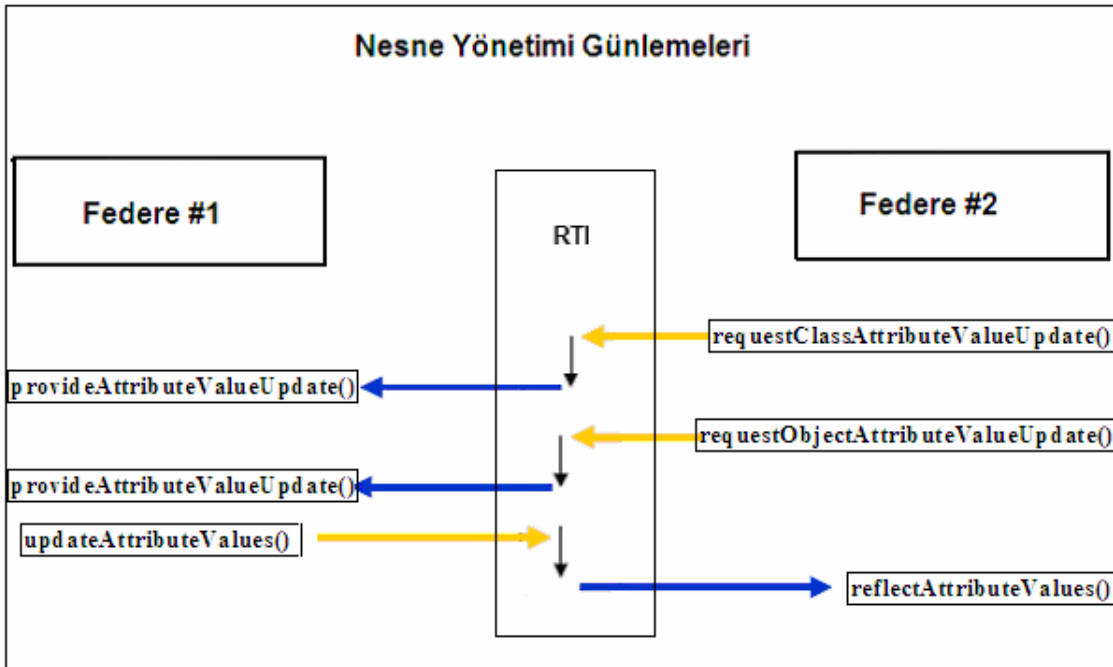 Nesne Yönetimi Günlemeleri
Federe #1
Federe #2
RTI
requestClassAttributeValueUpdate()
provideAttributeValueUpdate()
requestObjectAttributeValueUpdate()
provideAttributeValueUpdate()
updateAttributeValues()
reflectAttributeValues()